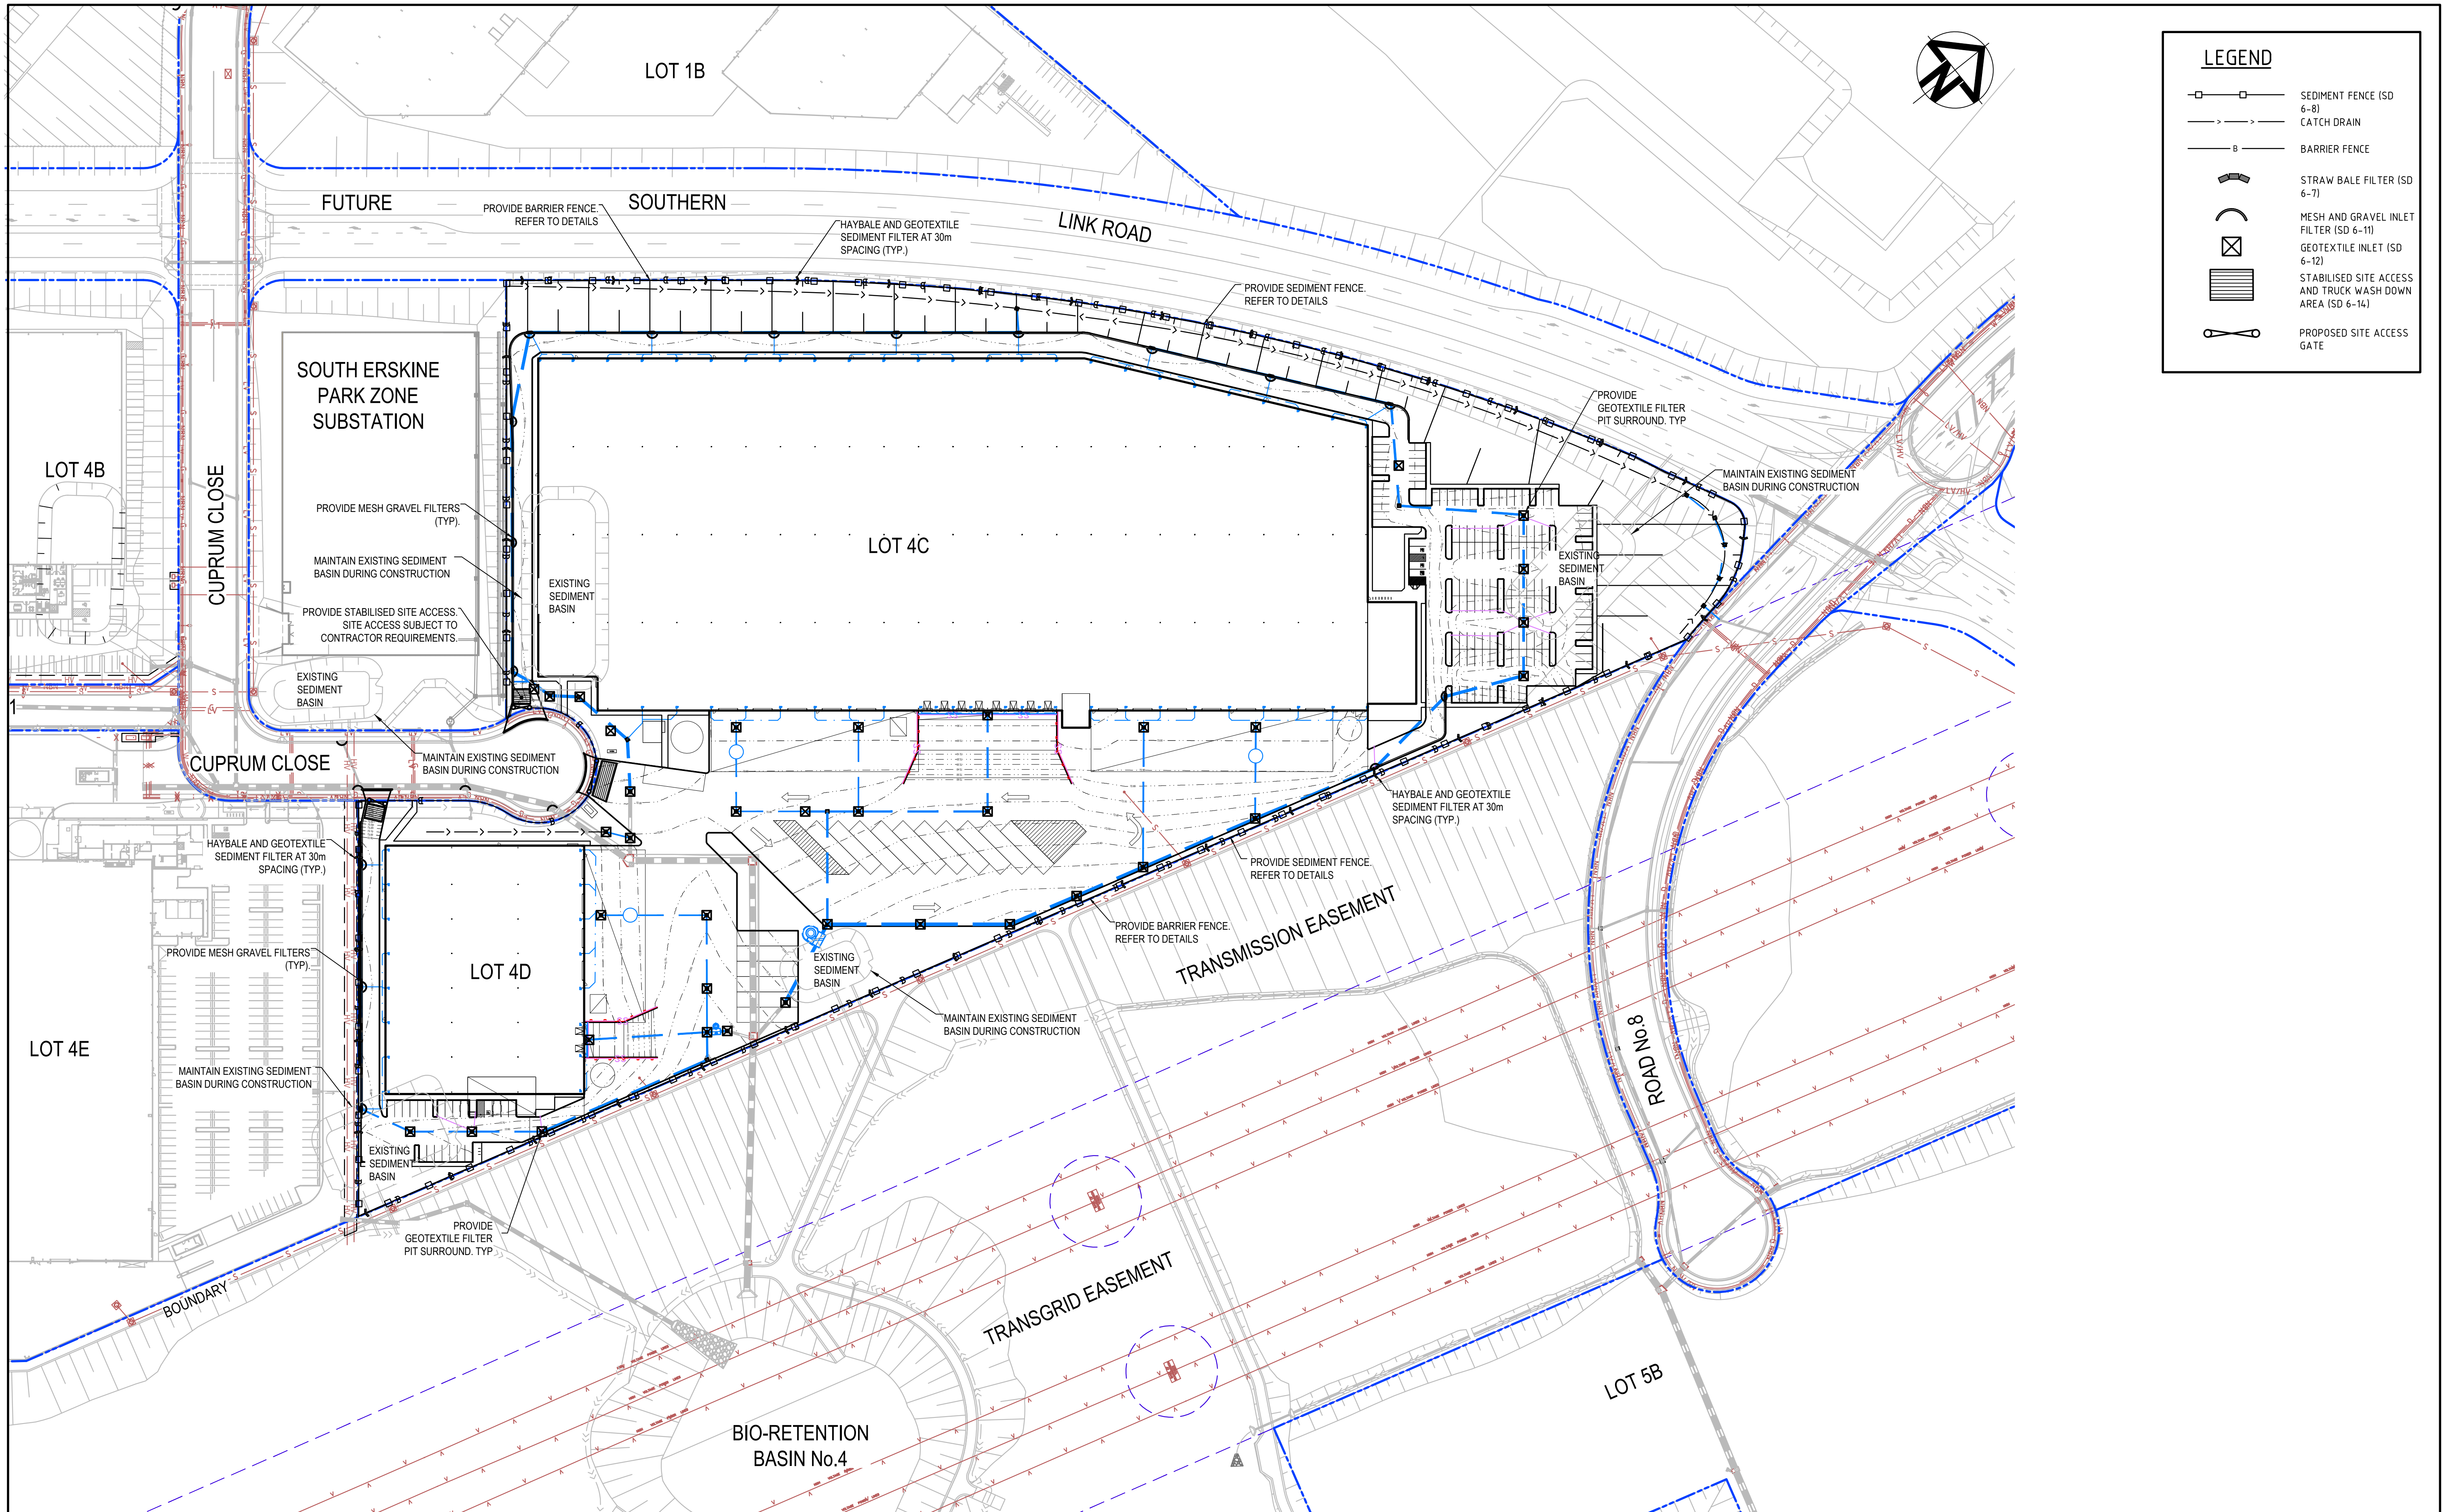 LOT 1B
LEGEND
SEDIMENT FENCE (SD
6-8)
CATCH DRAIN
B
BARRIER FENCE
STRAW BALE FILTER (SD
6-7)
MESH AND GRAVEL INLET
FILTER (SD 6-11)
GEOTEXTILE INLET (SD
6-12)
STABILISED SITE ACCESS
AND TRUCK WASH DOWN
AREA (SD 6-14)
PROPOSED SITE ACCESS
GATE
FUTURE
SOUTHERN
LINK ROAD
PROVIDE BARRIER FENCE.
REFER TO DETAILS
HAYBALE AND GEOTEXTILE
SEDIMENT FILTER AT 30m
SPACING (TYP.)
PROVIDE SEDIMENT FENCE.
REFER TO DETAILS
SOUTH ERSKINE
PARK ZONE
SUBSTATION
PROVIDE
GEOTEXTILE FILTER
PIT SURROUND. TYP
LOT 4B
CUPRUM CLOSE
MAINTAIN EXISTING SEDIMENT
BASIN DURING CONSTRUCTION
PROVIDE MESH GRAVEL FILTERS
(TYP).
LOT 4C
MAINTAIN EXISTING SEDIMENT
BASIN DURING CONSTRUCTION
EXISTING
SEDIMENT
BASIN
EXISTING
SEDIMENT
BASIN
PROVIDE STABILISED SITE ACCESS.
SITE ACCESS SUBJECT TO
CONTRACTOR REQUIREMENTS.
EXISTING
SEDIMENT
BASIN
1
CUPRUM CLOSE
MAINTAIN EXISTING SEDIMENT
BASIN DURING CONSTRUCTION
HAYBALE AND GEOTEXTILE
SEDIMENT FILTER AT 30m
SPACING (TYP.)
HAYBALE AND GEOTEXTILE
SEDIMENT FILTER AT 30m
SPACING (TYP.)
PROVIDE SEDIMENT FENCE.
REFER TO DETAILS
PROVIDE BARRIER FENCE.
REFER TO DETAILS
TRANSMISSION EASEMENT
PROVIDE MESH GRAVEL FILTERS
(TYP).
LOT 4D
EXISTING
SEDIMENT
BASIN
MAINTAIN EXISTING SEDIMENT
BASIN DURING CONSTRUCTION
LOT 4E
ROAD No.8
MAINTAIN EXISTING SEDIMENT
BASIN DURING CONSTRUCTION
EXISTING
SEDIMENT
BASIN
PROVIDE
GEOTEXTILE FILTER
PIT SURROUND. TYP
BOUNDARY
TRANSGRID EASEMENT
LOT 5B
BIO-RETENTION
BASIN No.4